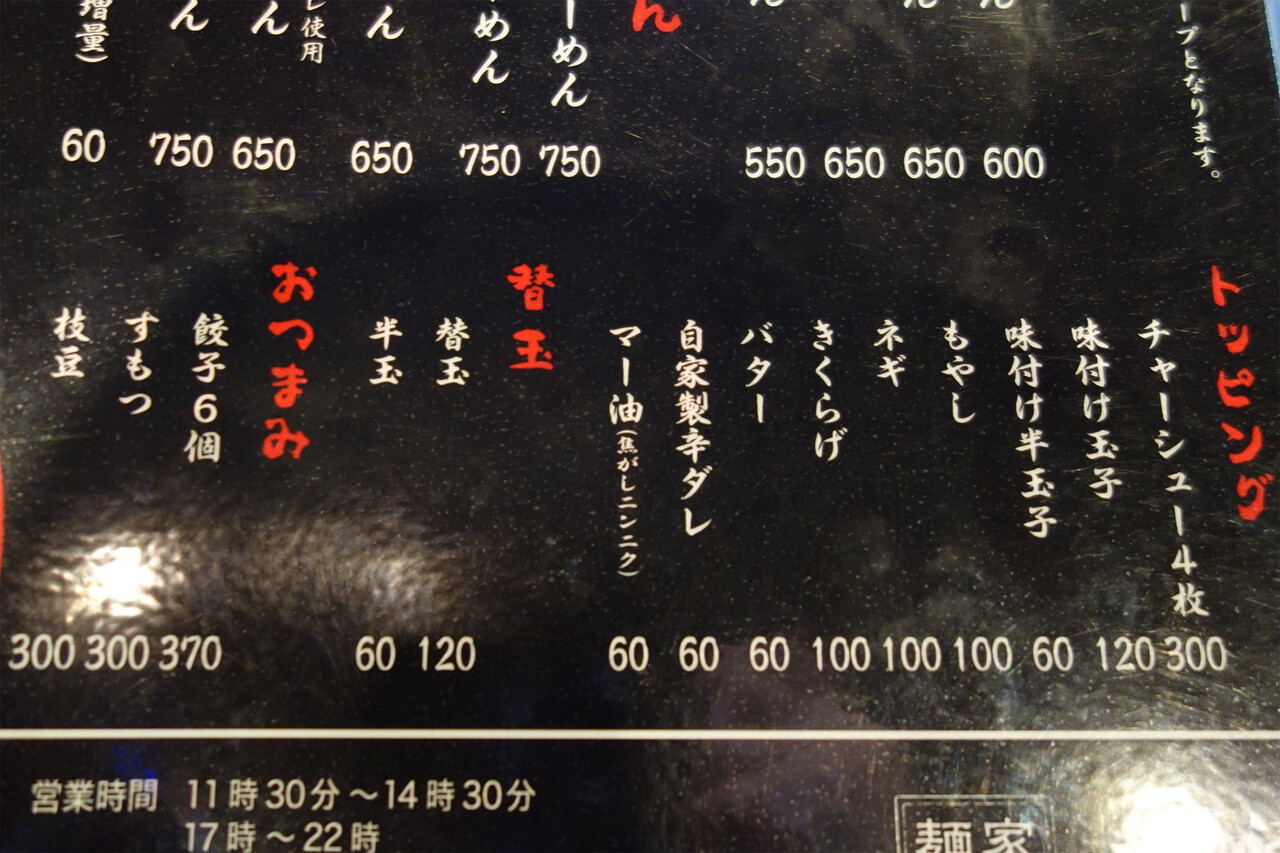 ープとなります。
ん
ん
ん
600
650
650
550
ん
ーめん
750
めん
750
ん
650
し使用
ん
650
ん
750
増量)
60
トッピング
チャーシュー4枚
300
味付け玉子
120
味付け半玉子
60
もやし
100
ネギ
100
きくらげ
100
バター
60
自家製辛ダレ
60
マー油(焦がしニンニク)
60
替玉
替玉
120
半玉
60
おつまみ
餃子6個
370
すもつ
300
枝豆
300
営業時間 11時30分~14時30分
17時~22時
麺家